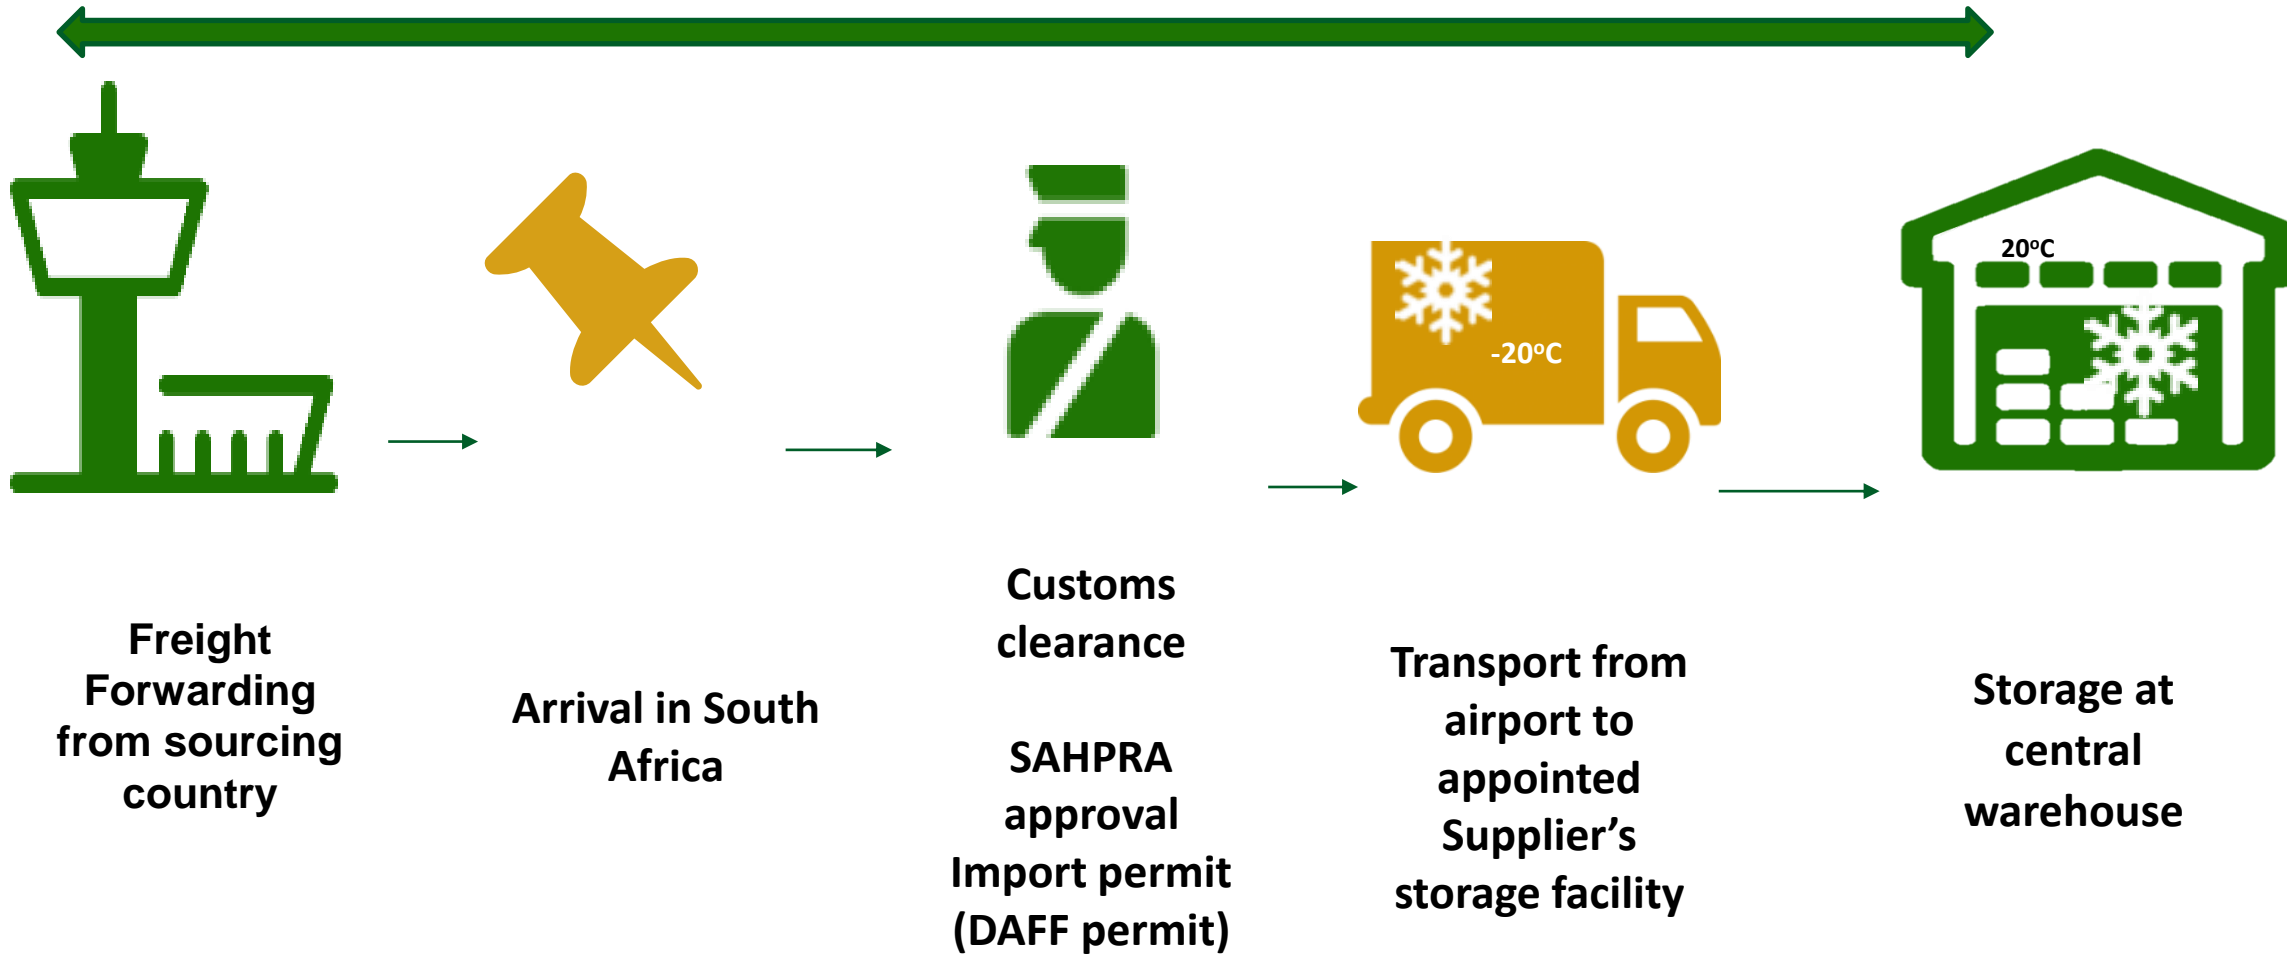 20°C
-20°C
Freight
Forwarding
from sourcing
country
Arrival in South
Africa
Customs
clearance
SAHPRA
approval
Import permit
(DAFF permit)
Transport from
airport to
appointed
Supplier’s
storage facility
Storage at
central
warehouse